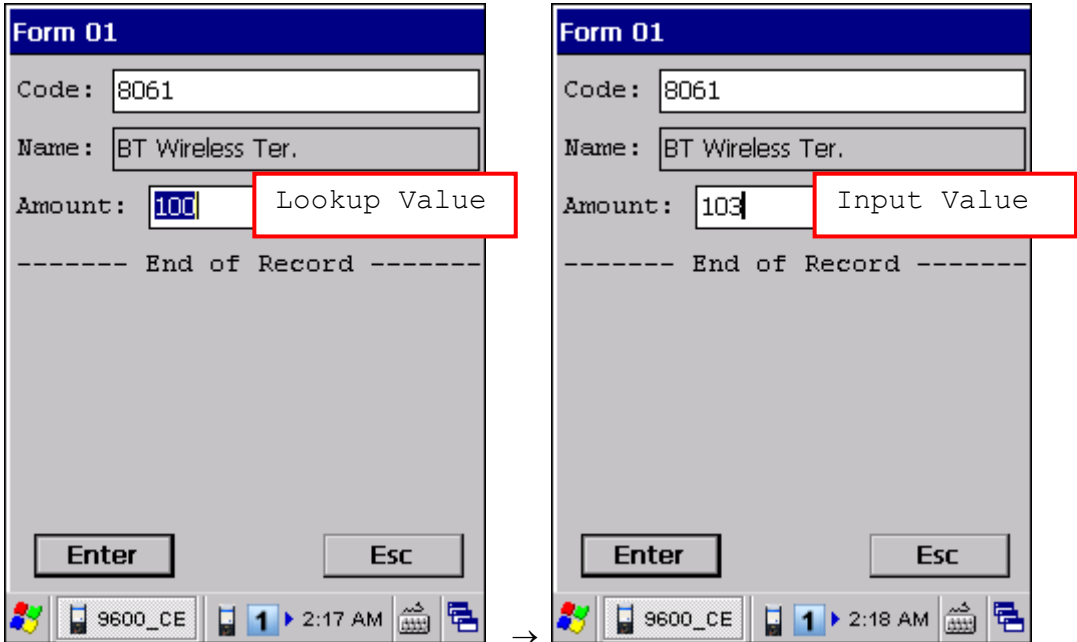 Form 01
Code: 8061
Name: BT Wireless Ter.
Amount: 100
Lookup Value
------- End of Record -------
Enter Esc
9600_CE 1 2:17 AM
→
Form 01
Code: 8061
Name: BT Wireless Ter.
Amount: 103
Input Value
------- End of Record -------
Enter Esc
9600_CE 1 2:18 AM